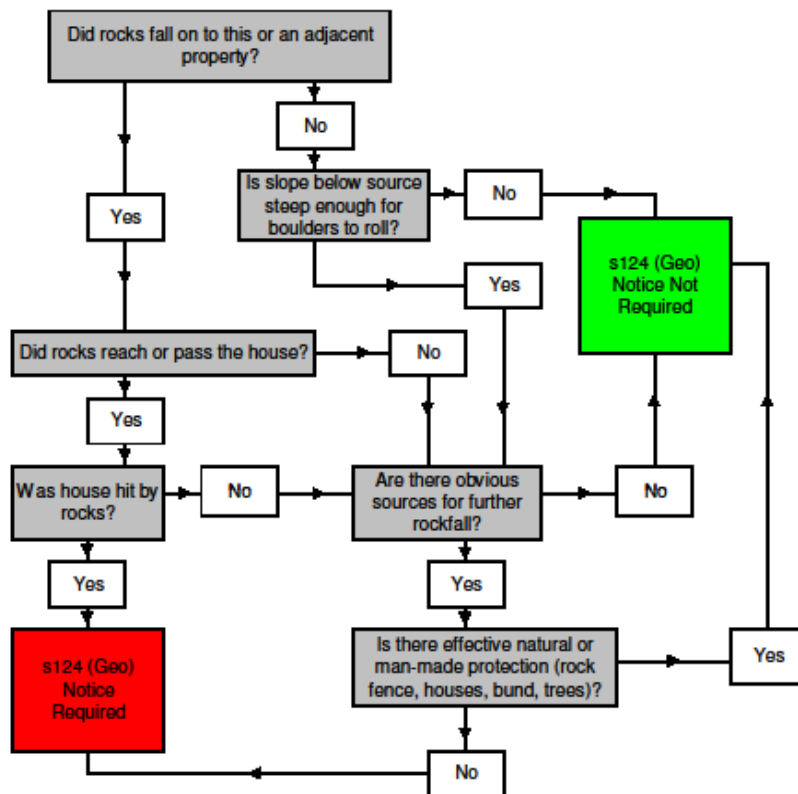 Did rocks fall on to this or an adjacent
property?
No
Is slope below source
steep enough for
boulders to roll?
No
Yes
s124 (Geo)
Notice Not
Required
Yes
Did rocks reach or pass the house?
No
Yes
Was house hit by
rocks?
No
Are there obvious
sources for further
rockfall?
No
Yes
Yes
s124 (Geo)
Notice
Required
Is there effective natural or
man-made protection (rock
fence, houses, bund, trees)?
Yes
No